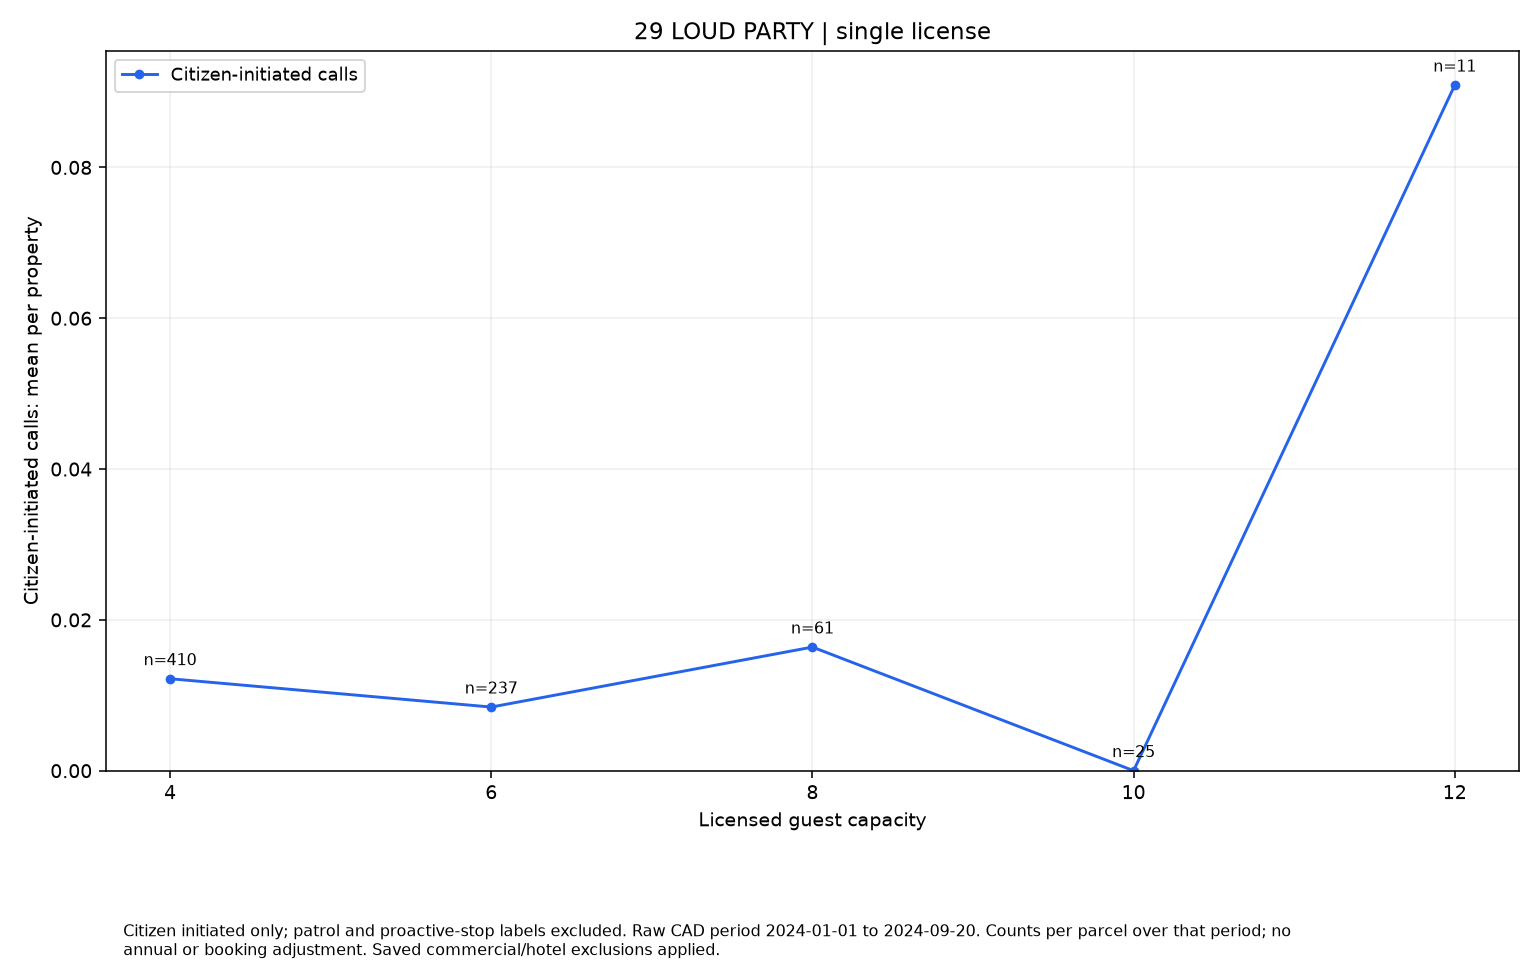 29 LOUD PARTY | single license
Citizen-initiated calls
n=11
0.08
0.06
0.04
0.02
0.00
Citizen-initiated calls: mean per property
n=410
n=237
n=61
n=25
4 6 8 10 12
Licensed guest capacity
Citizen initiated only; patrol and proactive-stop labels excluded. Raw CAD period 2024-01-01 to 2024-09-20. Counts per parcel over that period; no
annual or booking adjustment. Saved commercial/hotel exclusions applied.